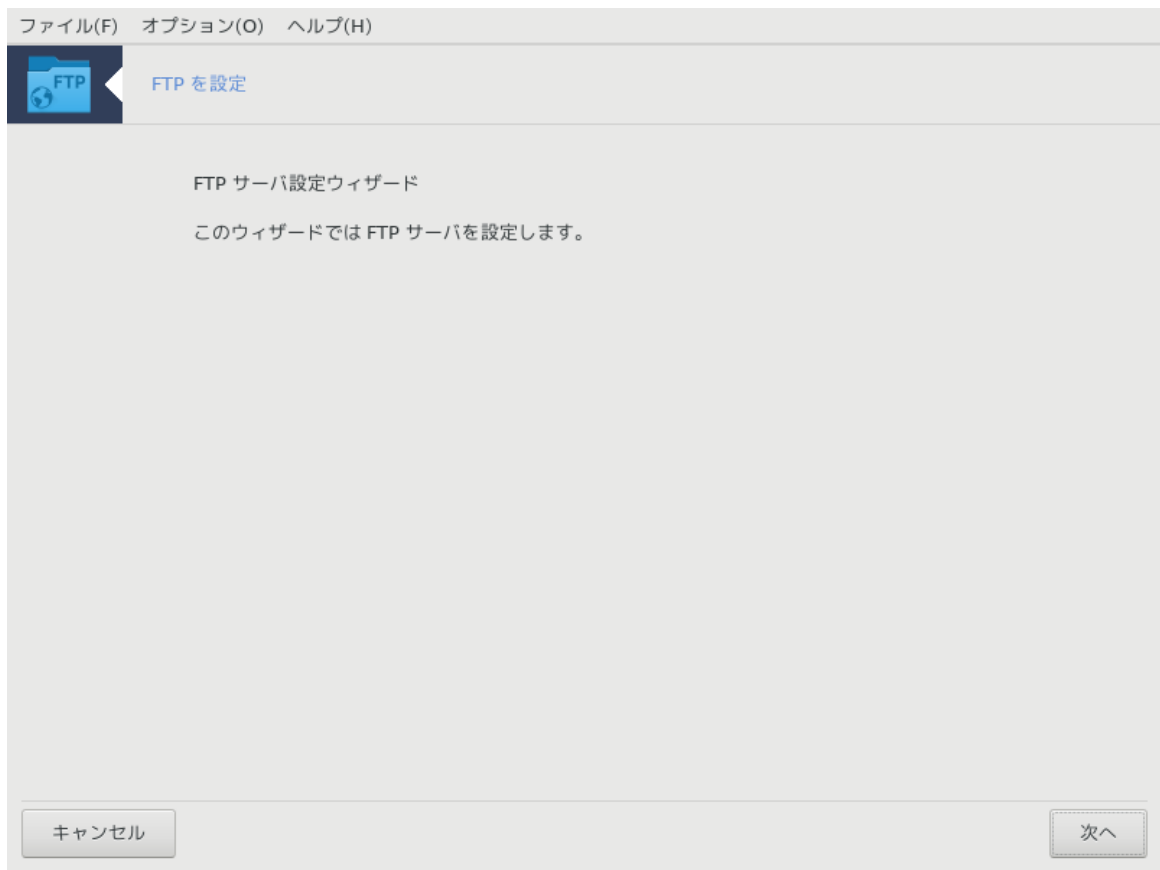 ファイル(F) オプション(O) ヘルプ(H)
FTP
FTP を設定
FTP サーバ設定ウィザード
このウィザードでは FTP サーバを設定します。
キャンセル
次へ